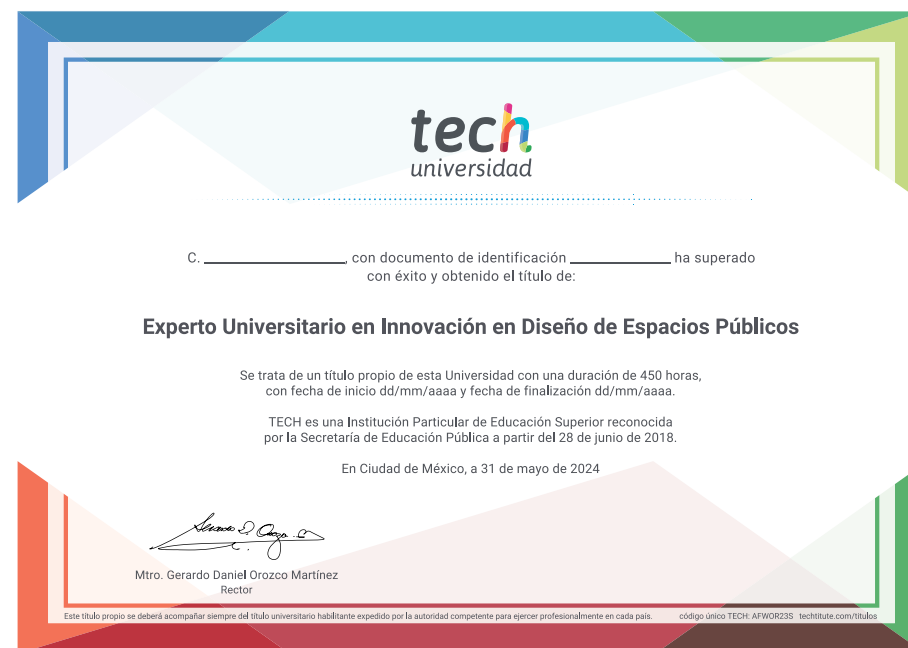 tech
universidad
C. ____________, con documento de identificación ____________ ha superado
con éxito y obtenido el título de:
Experto Universitario en Innovación en Diseño de Espacios Públicos
Se trata de un título propio de esta Universidad con una duración de 450 horas,
con fecha de inicio dd/mm/aaaa y fecha de finalización dd/mm/aaaa.
TECH es una Institución Particular de Educación Superior reconocida
por la Secretaría de Educación Pública a partir del 28 de junio de 2018.
En Ciudad de México, a 31 de mayo de 2024
Mtro. Gerardo Daniel Orozco Martínez
Rector
Este título propio se deberá acompañar siempre del título universitario habilitante expedido por la autoridad competente para ejercer profesionalmente en cada país. código único TECH: AFWOR23S techtitute.com/titulos